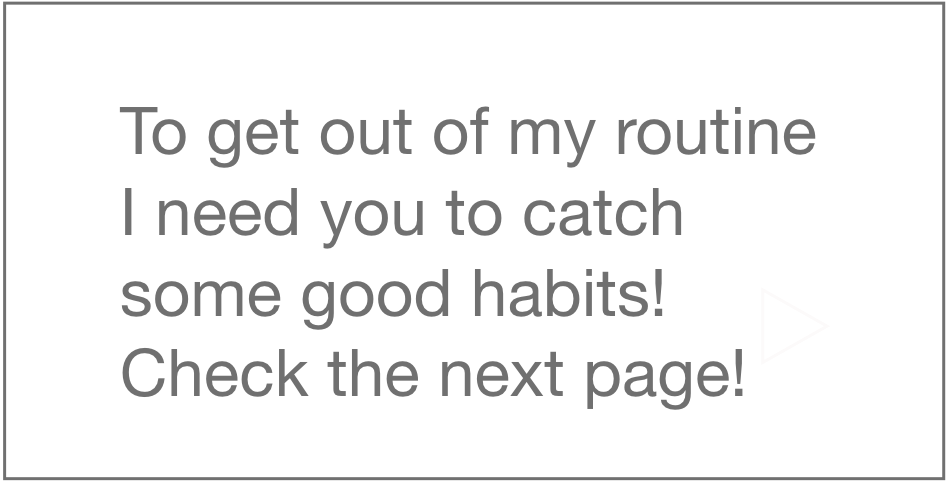 To get out of my routine
I need you to catch
some good habits!
Check the next page!